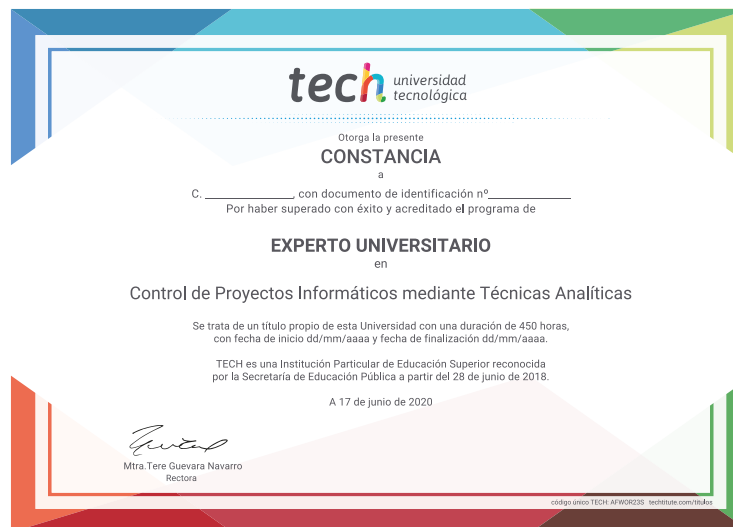 tech universidad
tecnológica
Otorga la presente
CONSTANCIA
a
C. ______________, con documento de identificación nº______________
Por haber superado con éxito y acreditado el programa de
EXPERTO UNIVERSITARIO
en
Control de Proyectos Informáticos mediante Técnicas Analíticas
Se trata de un título propio de esta Universidad con una duración de 450 horas,
con fecha de inicio dd/mm/aaaa y fecha de finalización dd/mm/aaaa.
TECH es una Institución Particular de Educación Superior reconocida
por la Secretaría de Educación Pública a partir del 28 de junio de 2018.
A 17 de junio de 2020
Mtra.Tere Guevara Navarro
Rectora
código único TECH: AFWOR23S techtitute.com/titulos